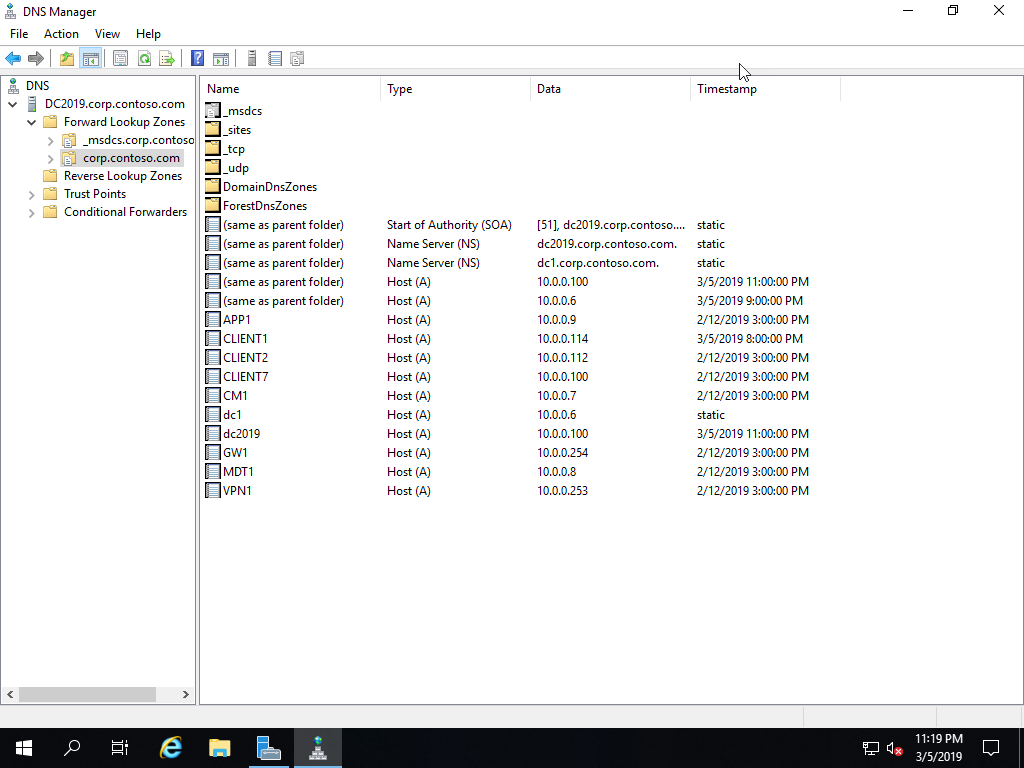 DNS Manager
File Action View Help
DNS
DC2019.corp.contoso.com
Forward Lookup Zones
_msdcs.corp.contoso
corp.contoso.com
Reverse Lookup Zones
Trust Points
Conditional Forwarders
Name Type Data Timestamp
_msdcs
_sites
_tcp
_udp
DomainDnsZones
ForestDnsZones
(same as parent folder) Start of Authority (SOA) [51], dc2019.corp.contoso.... static
(same as parent folder) Name Server (NS) dc2019.corp.contoso.com. static
(same as parent folder) Name Server (NS) dc1.corp.contoso.com. static
(same as parent folder) Host (A) 10.0.0.100 3/5/2019 11:00:00 PM
(same as parent folder) Host (A) 10.0.0.6 3/5/2019 9:00:00 PM
APP1 Host (A) 10.0.0.9 2/12/2019 3:00:00 PM
CLIENT1 Host (A) 10.0.0.114 3/5/2019 8:00:00 PM
CLIENT2 Host (A) 10.0.0.112 2/12/2019 3:00:00 PM
CLIENT7 Host (A) 10.0.0.100 2/12/2019 3:00:00 PM
CM1 Host (A) 10.0.0.7 2/12/2019 3:00:00 PM
dc1 Host (A) 10.0.0.6 static
dc2019 Host (A) 10.0.0.100 3/5/2019 11:00:00 PM
GW1 Host (A) 10.0.0.254 2/12/2019 3:00:00 PM
MDT1 Host (A) 10.0.0.8 2/12/2019 3:00:00 PM
VPN1 Host (A) 10.0.0.253 2/12/2019 3:00:00 PM
11:19 PM
3/5/2019